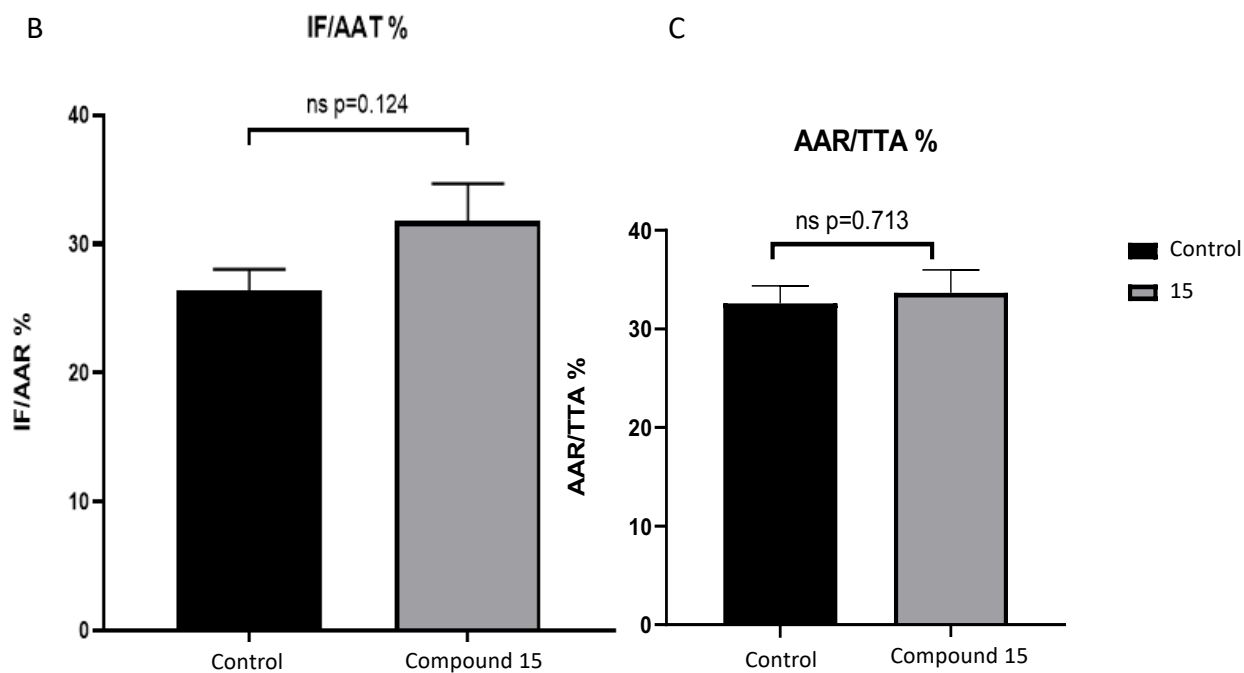 B
IF/AAT %
ns p=0.124
IF/AAR %
40
30
20
10
0
Control
Compound 15
C
AAR/TTA %
ns p=0.713
AAR/TTA %
40
30
20
10
0
Control
Compound 15
Control
15